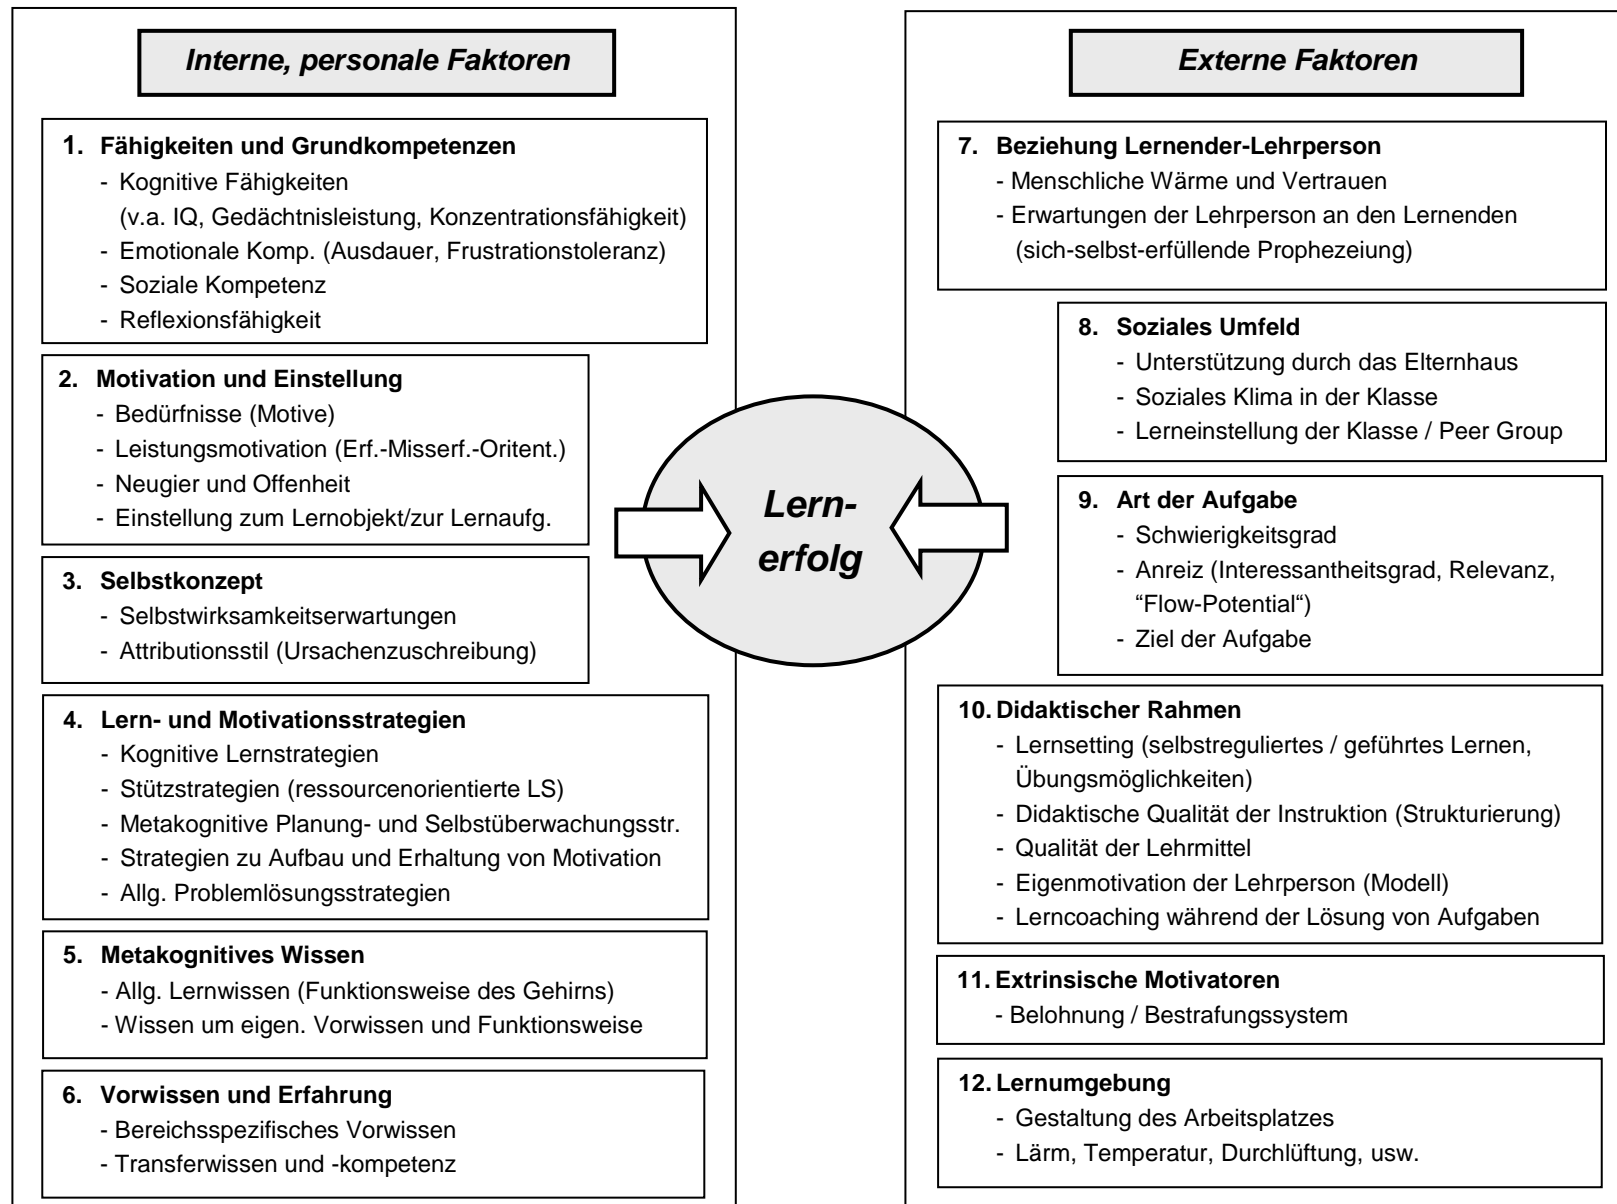 Interne, personale Faktoren
1. Fähigkeiten und Grundkompetenzen
- Kognitive Fähigkeiten
(v.a. IQ, Gedächtnisleistung, Konzentrationsfähigkeit)
- Emotionale Komp. (Ausdauer, Frustrationstoleranz)
- Soziale Kompetenz
- Reflexionsfähigkeit
2. Motivation und Einstellung
- Bedürfnisse (Motive)
- Leistungsmotivation (Erf.-Misserf.-Oritent.)
- Neugier und Offenheit
- Einstellung zum Lernobjekt/zur Lernaufg.
3. Selbstkonzept
- Selbstwirksamkeitserwartungen
- Attributionsstil (Ursachenzuschreibung)
4. Lern- und Motivationsstrategien
- Kognitive Lernstrategien
- Stützstrategien (ressourcenorientierte LS)
- Metakognitive Planung- und Selbstüberwachungsstr.
- Strategien zu Aufbau und Erhaltung von Motivation
- Allg. Problemlösungsstrategien
5. Metakognitives Wissen
- Allg. Lernwissen (Funktionsweise des Gehirns)
- Wissen um eigen. Vorwissen und Funktionsweise
6. Vorwissen und Erfahrung
- Bereichsspezifisches Vorwissen
- Transferwissen und -kompetenz
Lern-
erfolg
Externe Faktoren
7. Beziehung Lernender-Lehrperson
- Menschliche Wärme und Vertrauen
- Erwartungen der Lehrperson an den Lernenden
(sich-selbst-erfüllende Prophezeiung)
8. Soziales Umfeld
- Unterstützung durch das Elternhaus
- Soziales Klima in der Klasse
- Lerneinstellung der Klasse / Peer Group
9. Art der Aufgabe
- Schwierigkeitsgrad
- Anreiz (Interessantheitsgrad, Relevanz,
“Flow-Potential“)
- Ziel der Aufgabe
10. Didaktischer Rahmen
- Lernsetting (selbstreguliertes / geführtes Lernen,
Übungsmöglichkeiten)
- Didaktische Qualität der Instruktion (Strukturierung)
- Qualität der Lehrmittel
- Eigenmotivation der Lehrperson (Modell)
- Lerncoaching während der Lösung von Aufgaben
11. Extrinsische Motivatoren
- Belohnung / Bestrafungssystem
12. Lernumgebung
- Gestaltung des Arbeitsplatzes
- Lärm, Temperatur, Durchlüftung, usw.